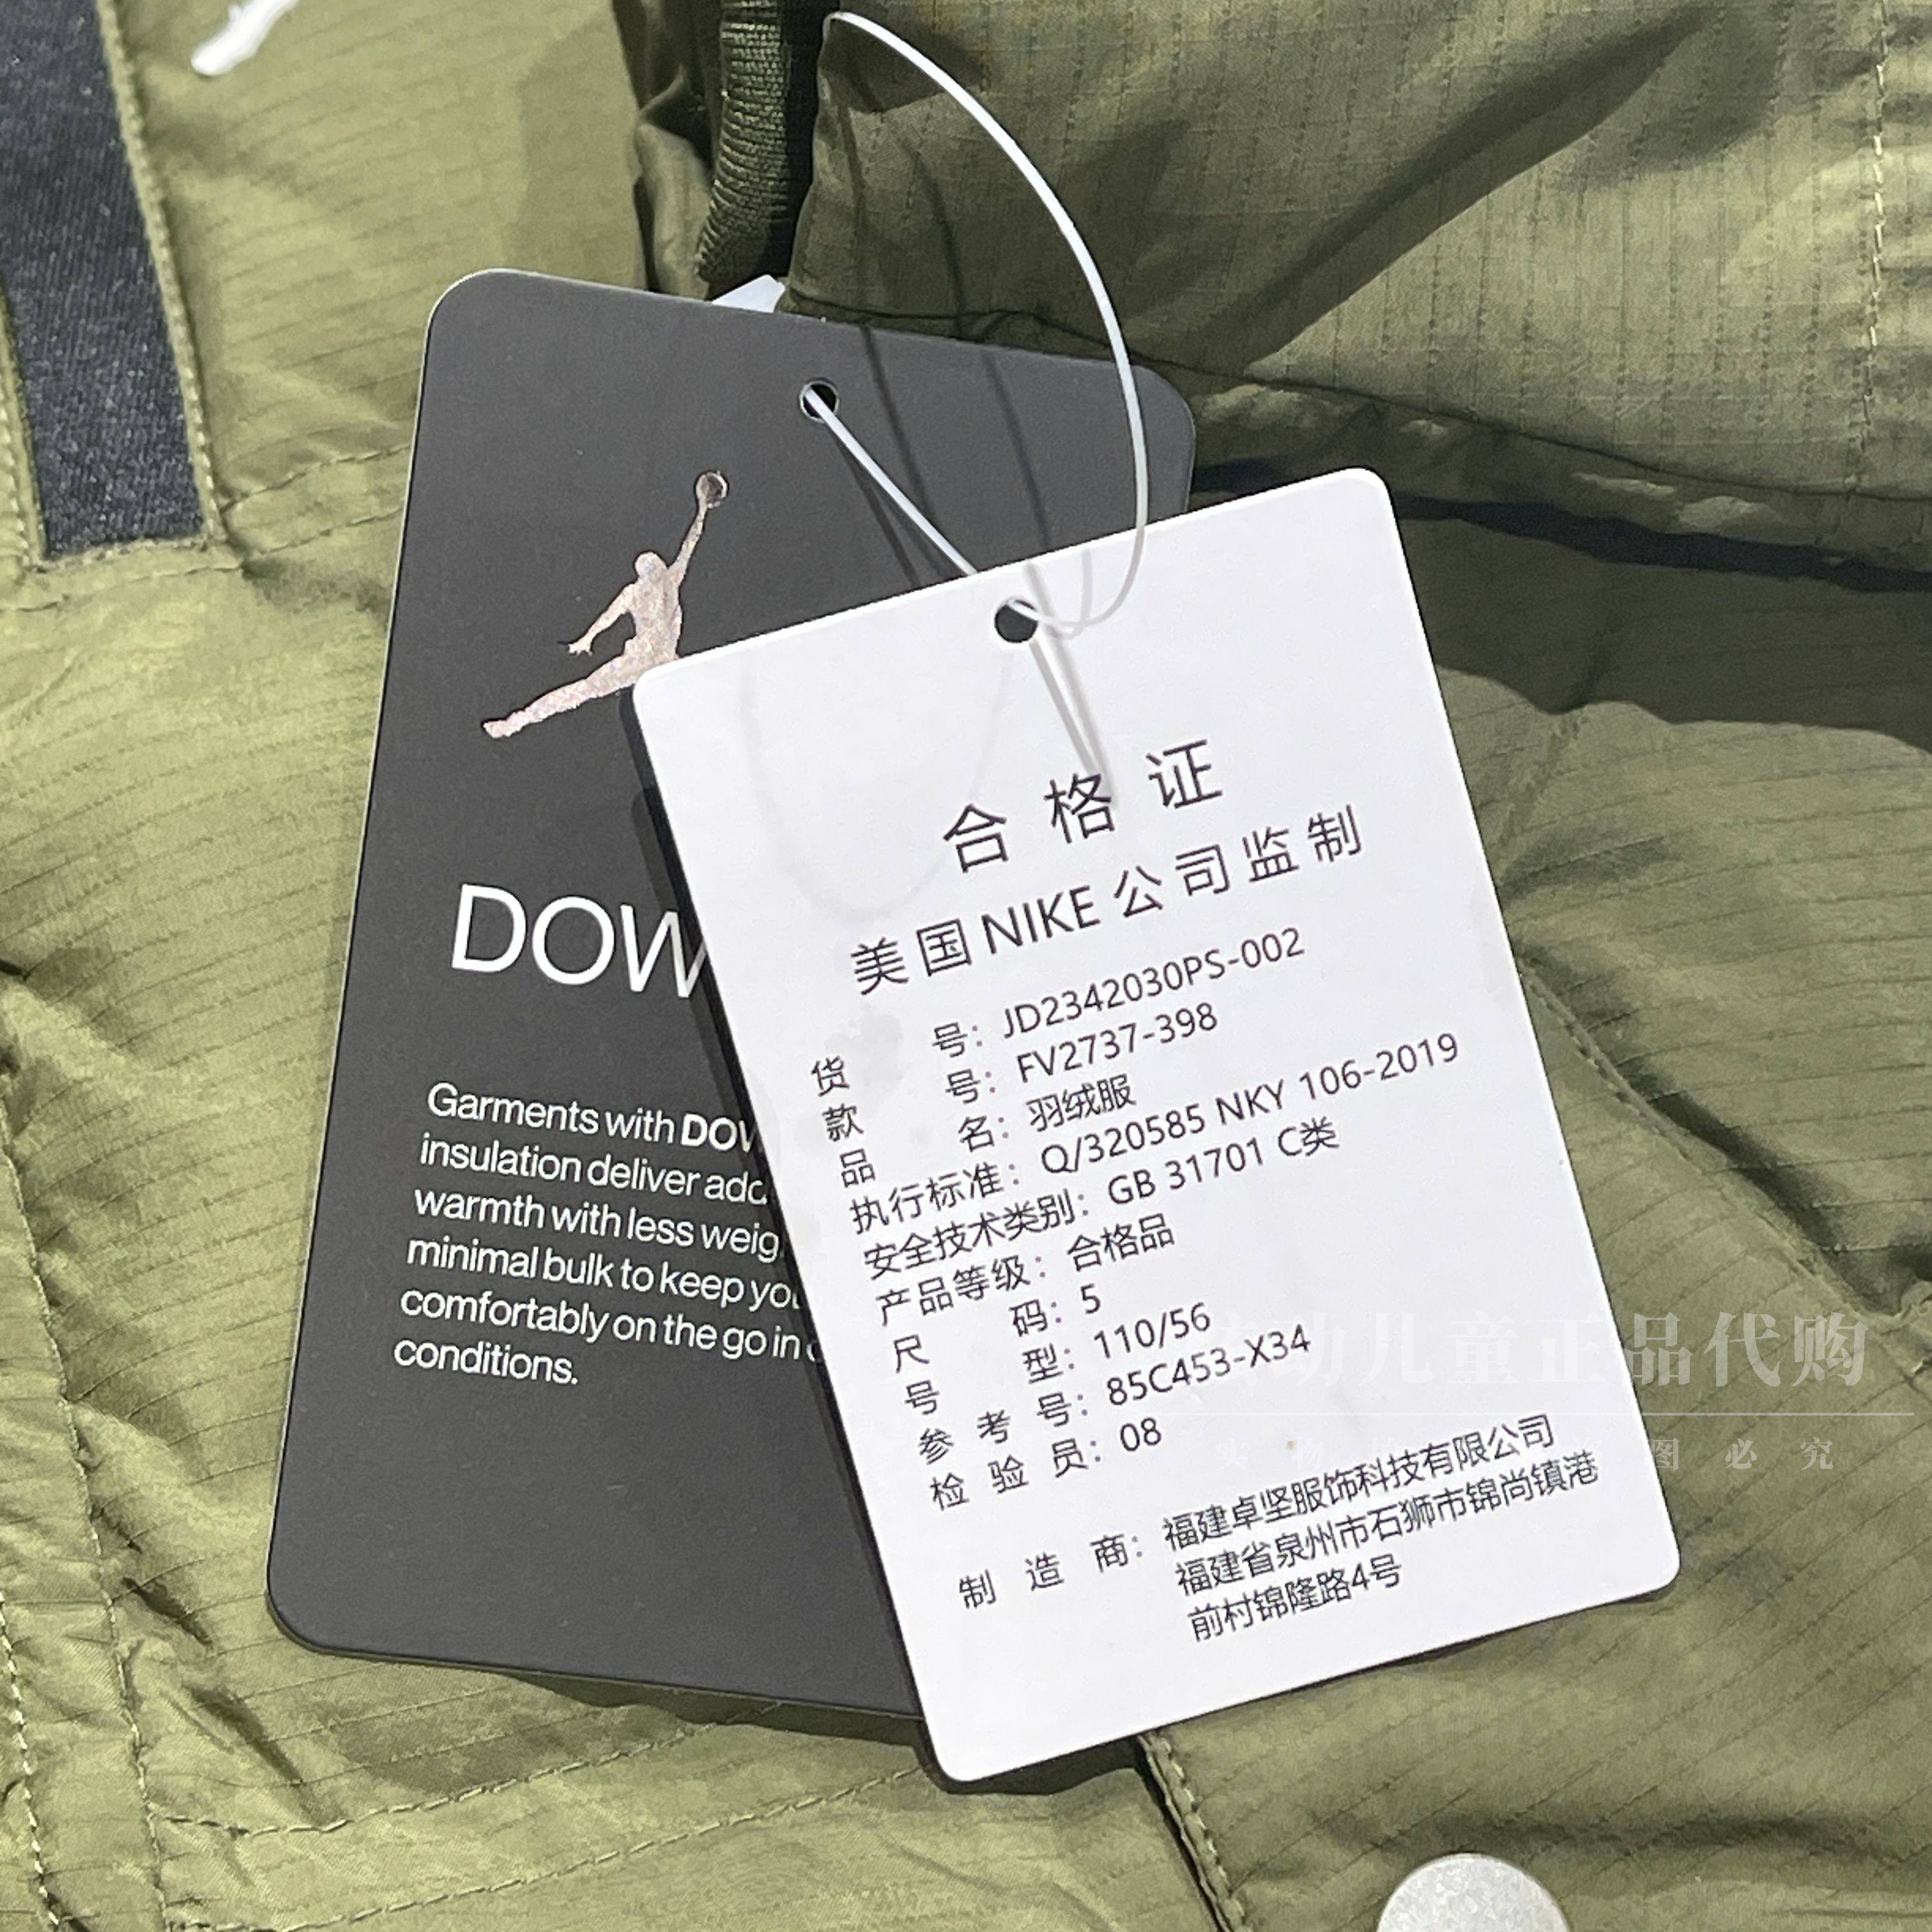 DOW
Garments with DOW
insulation deliver add
warmth with less weig
minimal bulk to keep you
comfortably on the go in
conditions.
合格证
美国NIKE公司监制
货号：JD2342030PS-002
款号：FV2737-398
品名：羽绒服
执行标准：Q/320585 NKY 106-2019
安全技术类别：GB 31701 C类
产品等级：合格品
尺码：5
号型：110/56
参考号：85C453-X34
检验员：08
制造商：福建卓坚服饰科技有限公司
福建省泉州市石狮市锦尚镇港
前村锦隆路4号
幼儿童正品代购
图必究